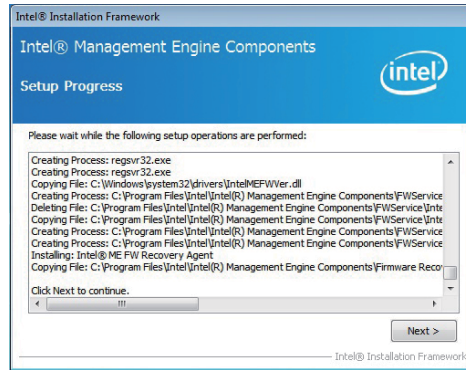 Intel® Installation Framework
Intel® Management Engine Components
intel
Setup Progress
Please wait while the following setup operations are performed:
Creating Process: regsvr32.exe
Creating Process: regsvr32.exe
Copying File: C:\Windows\system32\drivers\IntelMEFWVer.dll
Creating Process: C:\Program Files\Intel\Intel(R) Management Engine Components\FWService
Deleting File: C:\Program Files\Intel\Intel(R) Management Engine Components\FWService\Inte
Copying File: C:\Program Files\Intel\Intel(R) Management Engine Components\FWService\Inte
Creating Process: C:\Program Files\Intel\Intel(R) Management Engine Components\FWService
Creating Process: C:\Program Files\Intel\Intel(R) Management Engine Components\FWService
Installing: Intel® ME FW Recovery Agent
Copying File: C:\Program Files\Intel\Intel(R) Management Engine Components\Firmware Reco
Click Next to continue.
Next >
Intel® Installation Framework